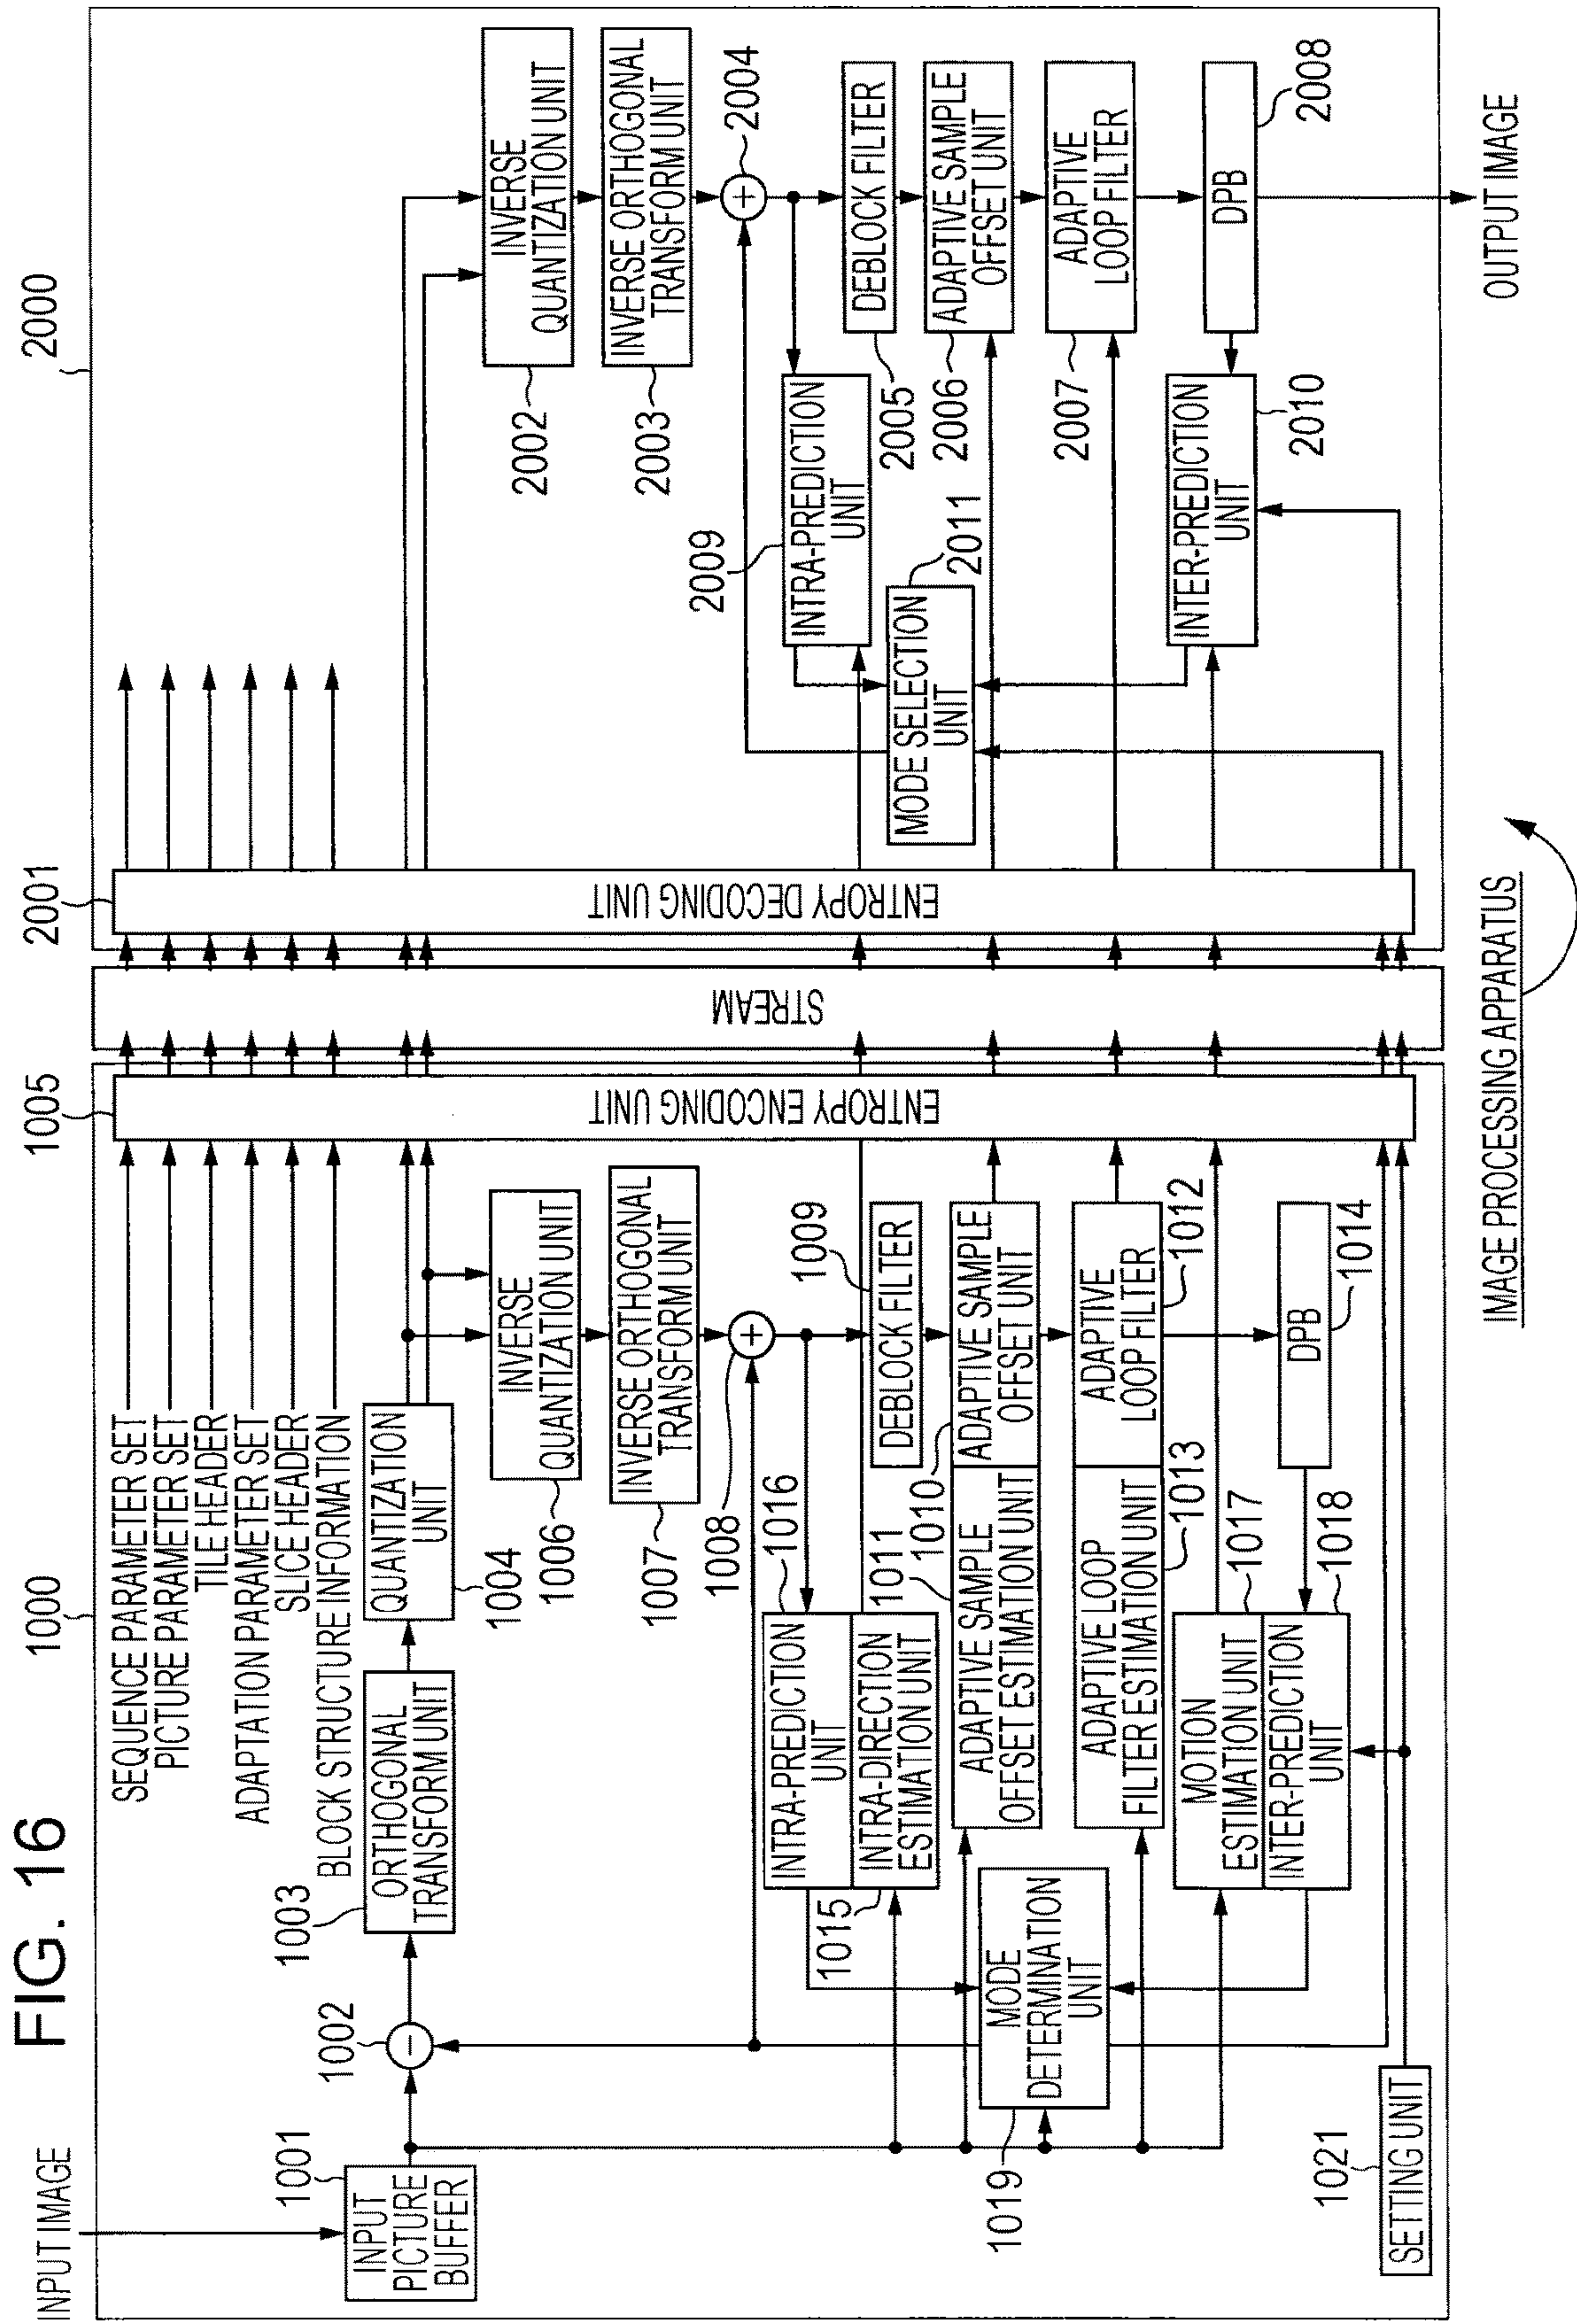 FIG. 16
INPUT IMAGE
1000
1001
INPUT
PICTURE
BUFFER
1002
−
1003
ORTHOGONAL
TRANSFORM UNIT
SEQUENCE PARAMETER SET
PICTURE PARAMETER SET
TILE HEADER
ADAPTATION PARAMETER SET
SLICE HEADER
BLOCK STRUCTURE INFORMATION
QUANTIZATION
UNIT
1004
1005
ENTROPY ENCODING UNIT
INVERSE
QUANTIZATION UNIT
1006
INVERSE ORTHOGONAL
TRANSFORM UNIT
1007
1008
+
1016
INTRA-PREDICTION
UNIT
INTRA-DIRECTION
ESTIMATION UNIT
1015
1009
DEBLOCK FILTER
1011
1010
ADAPTIVE SAMPLE
OFFSET ESTIMATION UNIT
ADAPTIVE SAMPLE
OFFSET UNIT
ADAPTIVE LOOP
FILTER ESTIMATION UNIT
1013
ADAPTIVE
LOOP FILTER
1012
MODE
DETERMINATION
UNIT
1019
MOTION
ESTIMATION UNIT
1017
INTER-PREDICTION
UNIT
1018
DPB
1014
SETTING UNIT
1021
STREAM
2000
2001
ENTROPY DECODING UNIT
INVERSE
QUANTIZATION UNIT
2002
INVERSE ORTHOGONAL
TRANSFORM UNIT
2003
+
2004
2009
INTRA-PREDICTION
UNIT
DEBLOCK FILTER
2005
MODE SELECTION
UNIT
2011
ADAPTIVE SAMPLE
OFFSET UNIT
2006
ADAPTIVE
LOOP FILTER
2007
INTER-PREDICTION
UNIT
2010
DPB
2008
OUTPUT IMAGE
IMAGE PROCESSING APPARATUS